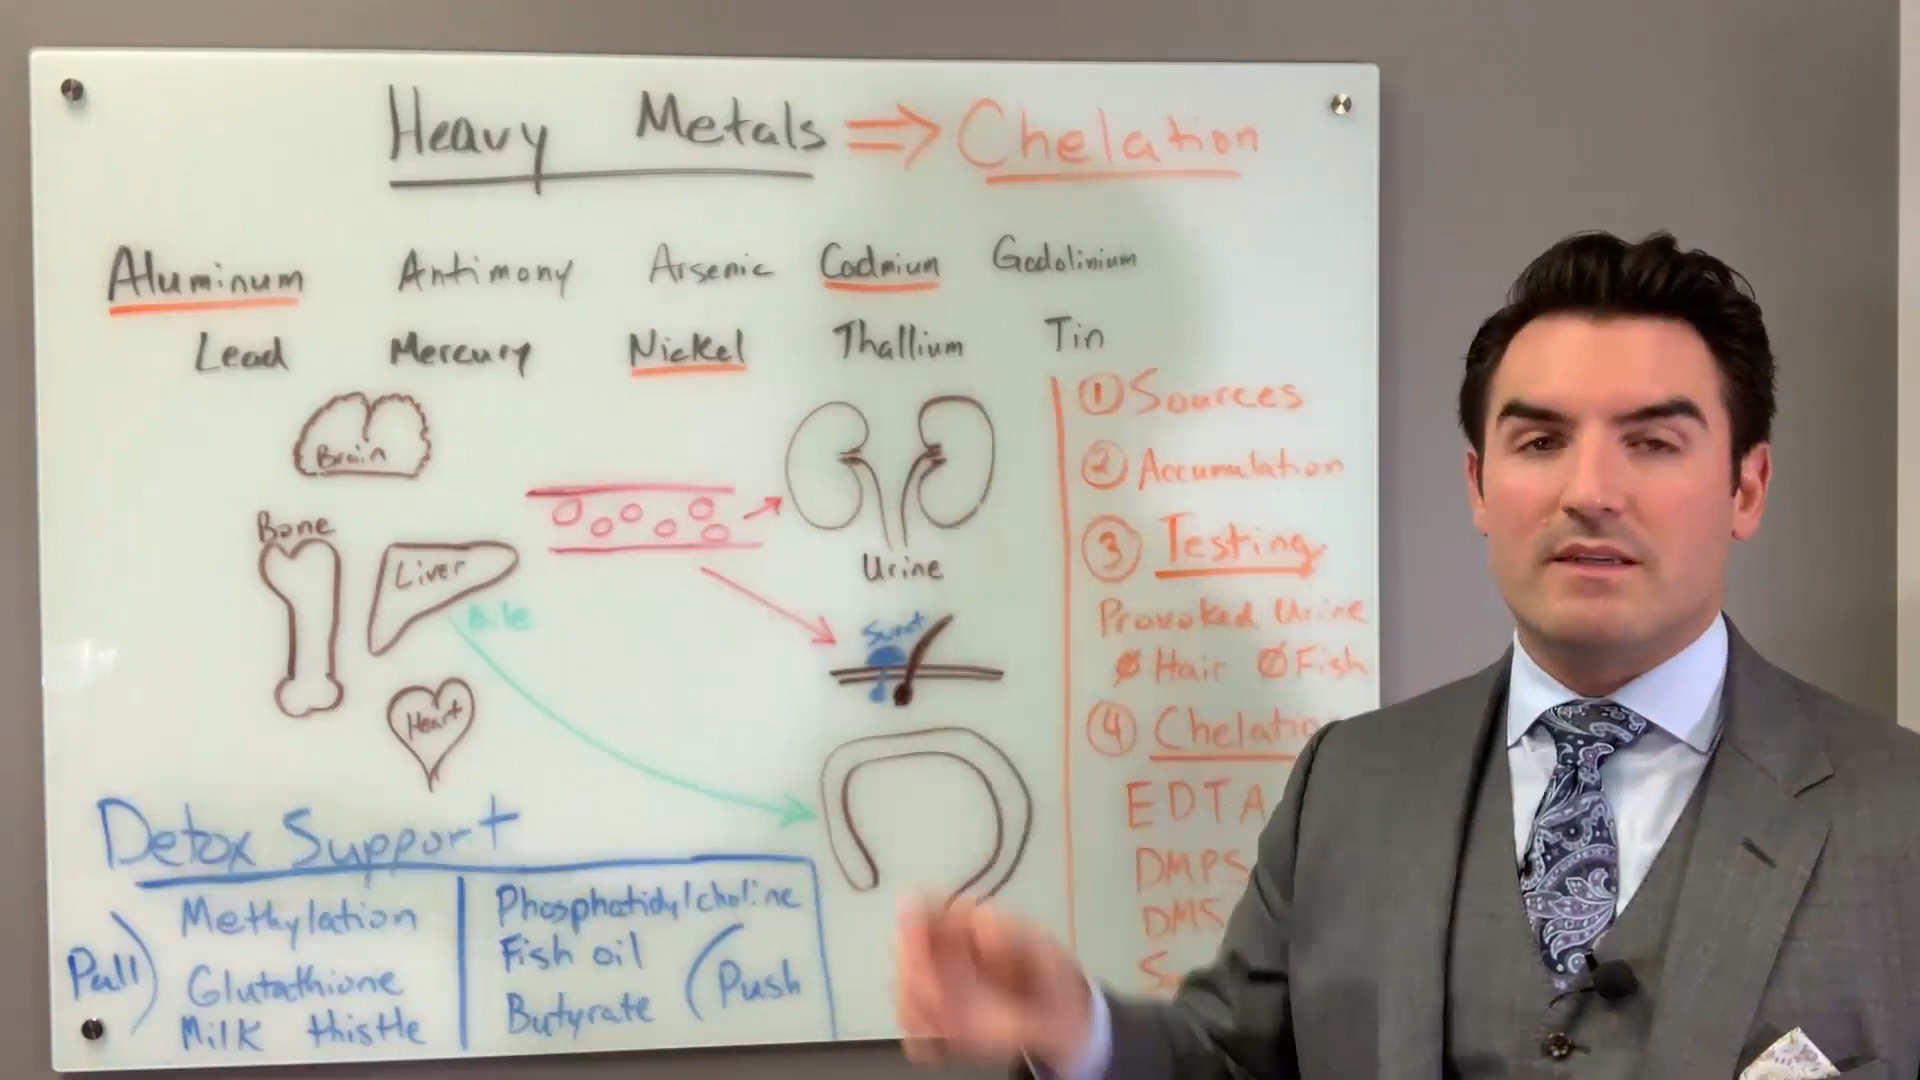 Heavy Metals ⇒ Chelation
Aluminum Antimony Arsenic Cadmium Gadolinium
Lead Mercury Nickel Thallium Tin
Brain
Bone
Liver
Bile
Heart
Urine
Sweat
① Sources
② Accumulation
③ Testing
Provoked Urine
Ø Hair Ø Fish
④ Chelatio
EDTA
DMPS
DMS
Detox Support
Pull) Methylation
Glutathione
Milk thistle
Phosphatidylcholine
Fish oil
Butyrate (Push